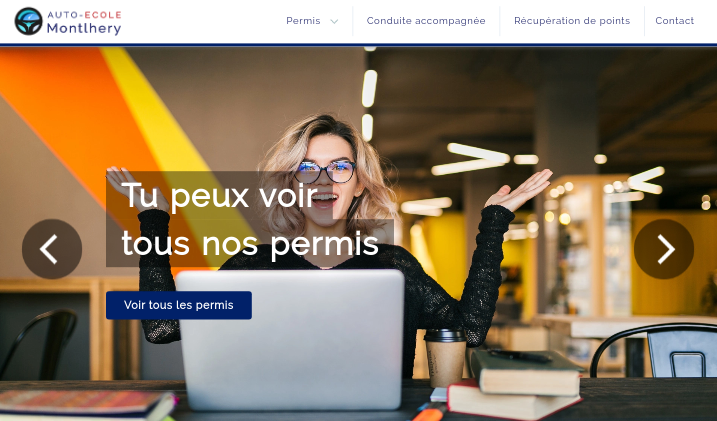 AUTO-ECOLE
Montlhery
Permis
Conduite accompagnée
Récupération de points
Contact
Tu peux voir
tous nos permis
Voir tous les permis